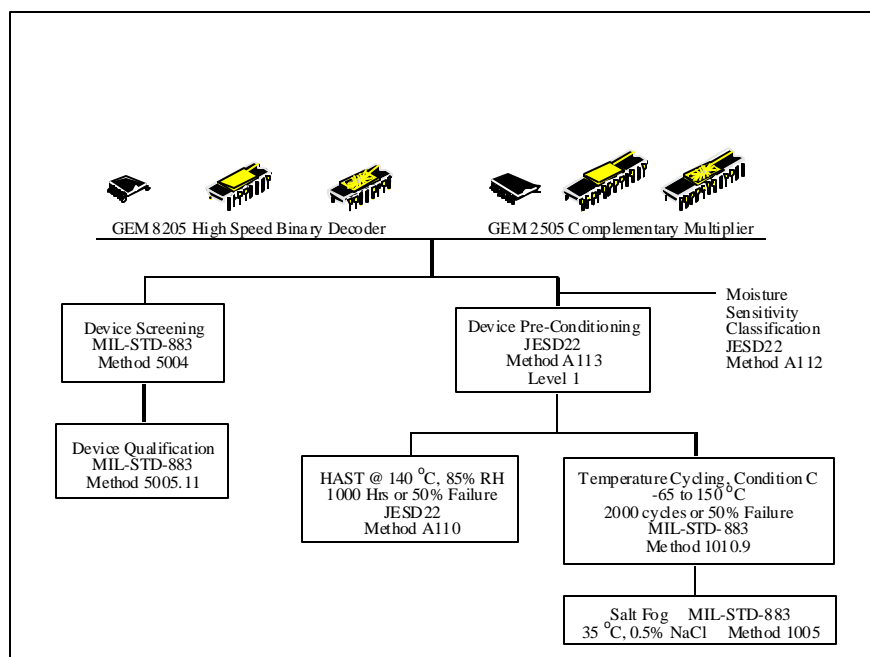 GEM 8205 High Speed Binary Decoder
GEM 2505 Complementary Multiplier
Moisture
Sensitivity
Classification
JESD22
Method A112
Device Screening
MIL-STD-883
Method 5004
Device Pre-Conditioning
JESD22
Method A113
Level 1
Device Qualification
MIL-STD-883
Method 5005.11
HAST @ 140 °C, 85% RH
1000 Hrs or 50% Failure
JESD22
Method A110
Temperature Cycling, Condition C
-65 to 150 °C
2000 cycles or 50% Failure
MIL-STD-883
Method 1010.9
Salt Fog MIL-STD-883
35 °C, 0.5% NaCl Method 1005